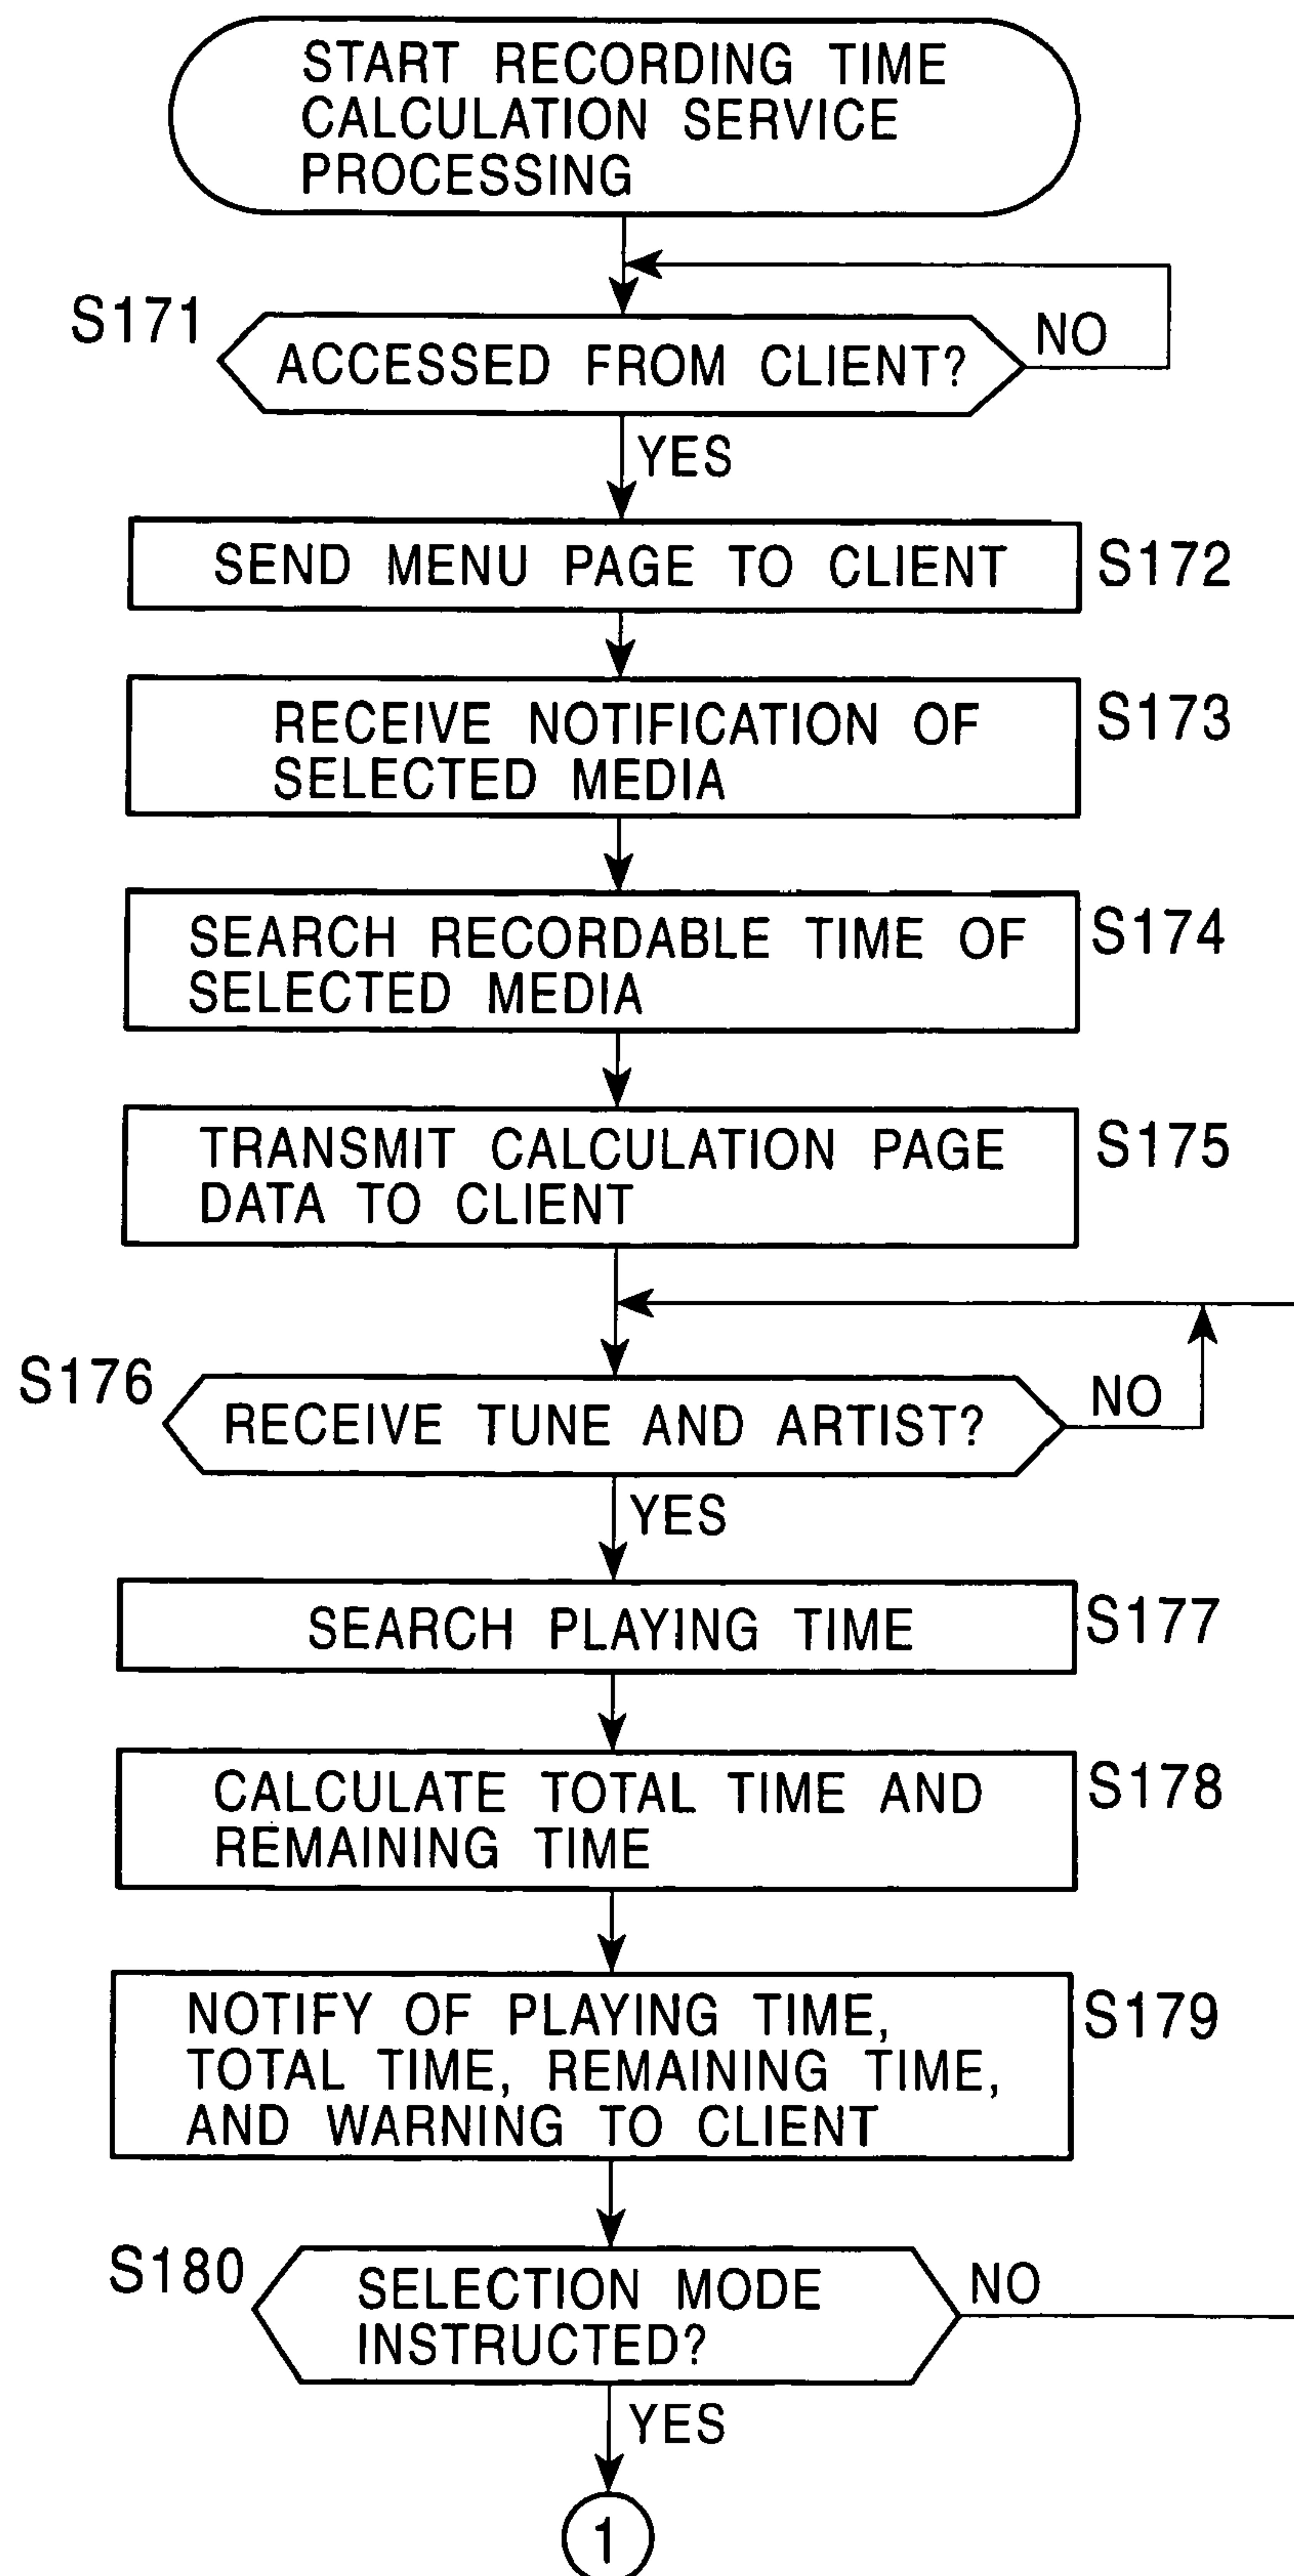 START RECORDING TIME
CALCULATION SERVICE
PROCESSING
S171
ACCESSED FROM CLIENT?
NO
YES
SEND MENU PAGE TO CLIENT
S172
RECEIVE NOTIFICATION OF
SELECTED MEDIA
S173
SEARCH RECORDABLE TIME OF
SELECTED MEDIA
S174
TRANSMIT CALCULATION PAGE
DATA TO CLIENT
S175
S176
RECEIVE TUNE AND ARTIST?
NO
YES
SEARCH PLAYING TIME
S177
CALCULATE TOTAL TIME AND
REMAINING TIME
S178
NOTIFY OF PLAYING TIME,
TOTAL TIME, REMAINING TIME,
AND WARNING TO CLIENT
S179
S180
SELECTION MODE
INSTRUCTED?
NO
YES
1